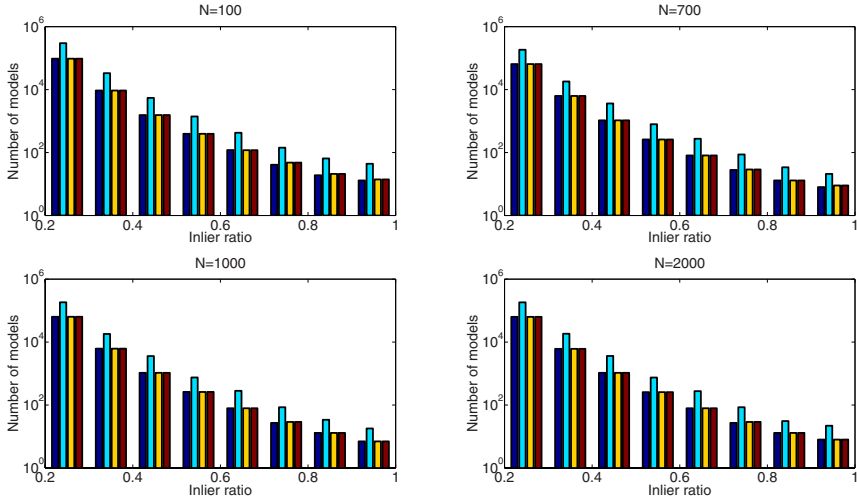 N=100
10^6
10^4
10^2
10^0
Number of models
0.2 0.4 0.6 0.8 1
Inlier ratio
N=700
10^6
10^4
10^2
10^0
Number of models
0.2 0.4 0.6 0.8 1
Inlier ratio
N=1000
10^6
10^4
10^2
10^0
Number of models
0.2 0.4 0.6 0.8 1
Inlier ratio
N=2000
10^6
10^4
10^2
10^0
Number of models
0.2 0.4 0.6 0.8 1
Inlier ratio